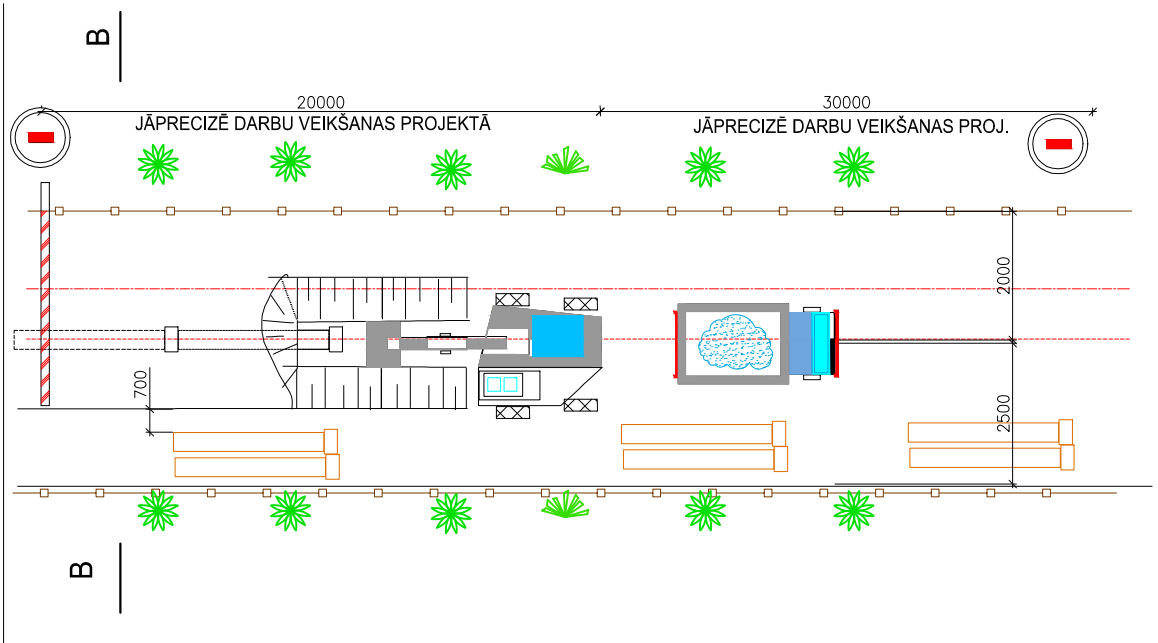 B
20000
30000
JĀPRECIZĒ DARBU VEIKŠANAS PROJEKTĀ
JĀPRECIZĒ DARBU VEIKŠANAS PROJ.
2000
700
2500
B